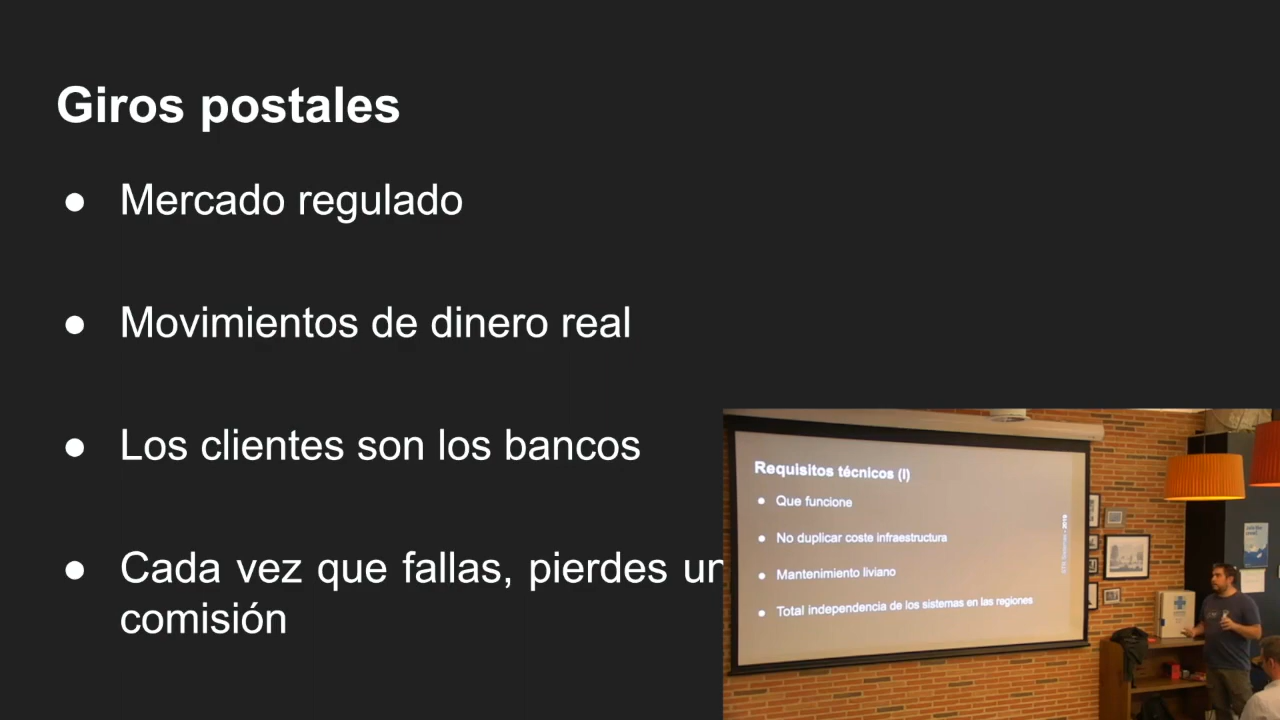 Giros postales
● Mercado regulado
● Movimientos de dinero real
● Los clientes son los bancos
● Cada vez que fallas, pierdes un
comisión
Requisitos técnicos (I)
● Que funcione
● No duplicar coste infraestructura
● Mantenimiento liviano
● Total independencia de los sistemas en las regiones